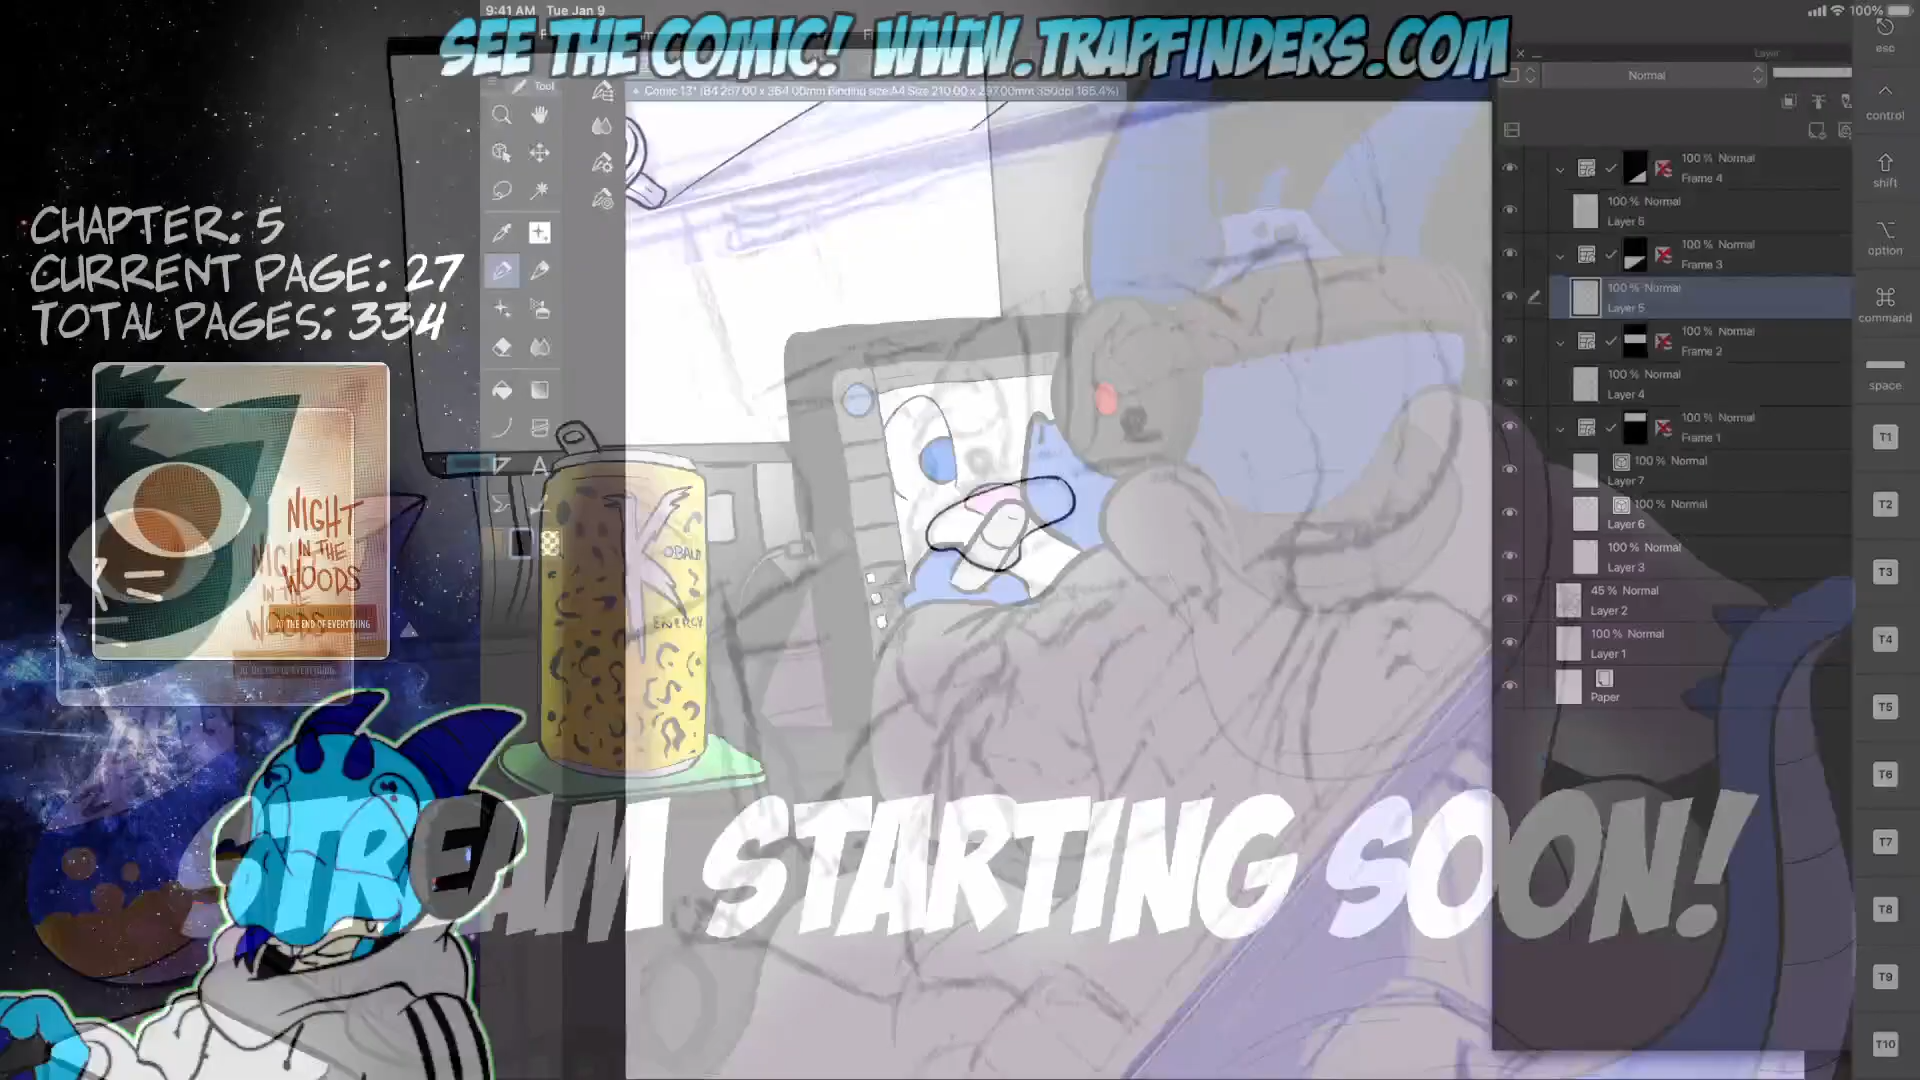 9:41 AM Tue Jan 9
100%
SEE THE COMIC! WWW.TRAPFINDERS.COM
Tool
Layer
Normal
CHAPTER: 5
CURRENT PAGE: 27
TOTAL PAGES: 334
NIGHT
IN THE
WOODS
AT THE END OF EVERYTHING
K
OBALD
ENERGY
STREAM STARTING SOON!
100 % Normal
Frame 4
100 % Normal
100 % Normal
Frame 3
100 % Normal
Layer 5
100 % Normal
Frame 2
100 % Normal
Layer 4
100 % Normal
Frame 1
100 % Normal
Layer 7
100 % Normal
Layer 6
100 % Normal
Layer 3
45 % Normal
Layer 2
100 % Normal
Layer 1
Paper
esc
control
shift
option
command
space
T1
T2
T3
T4
T5
T6
T7
T8
T9
T10